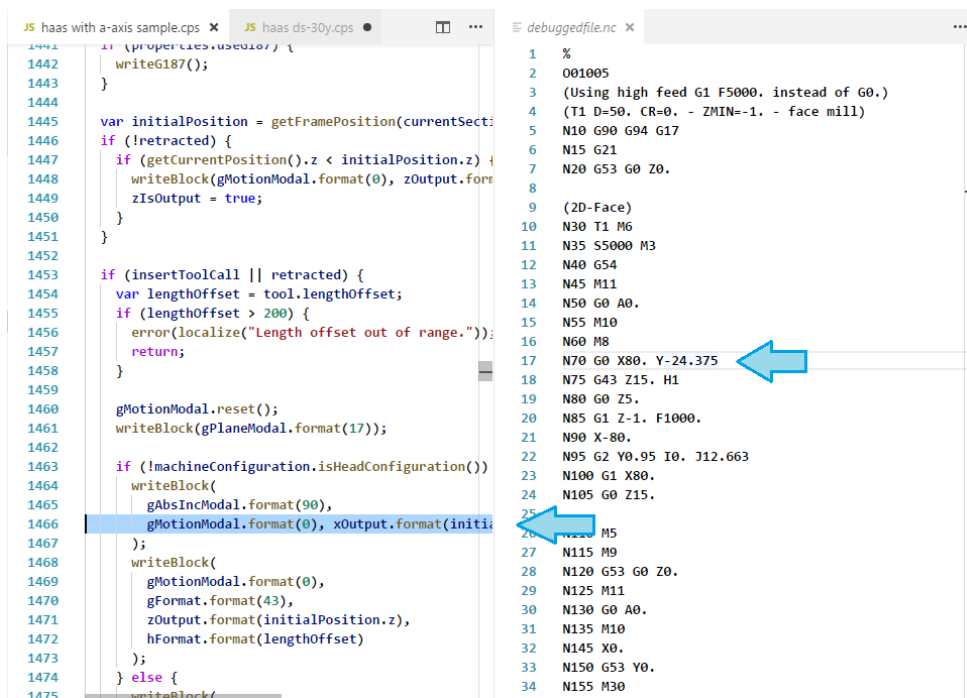 JS haas with a-axis sample.cps × JS haas ds-30y.cps ● ···
1441 if (properties.useG187) {
1442 writeG187();
1443 }
1444
1445 var initialPosition = getFramePosition(currentSecti
1446 if (!retracted) {
1447 if (getCurrentPosition().z < initialPosition.z) {
1448 writeBlock(gMotionModal.format(0), zOutput.form
1449 zIsOutput = true;
1450 }
1451 }
1452
1453 if (insertToolCall || retracted) {
1454 var lengthOffset = tool.lengthOffset;
1455 if (lengthOffset > 200) {
1456 error(localize("Length offset out of range."));
1457 return;
1458 }
1459
1460 gMotionModal.reset();
1461 writeBlock(gPlaneModal.format(17));
1462
1463 if (!machineConfiguration.isHeadConfiguration())
1464 writeBlock(
1465 gAbsIncModal.format(90),
1466 gMotionModal.format(0), xOutput.format(initia
1467 );
1468 writeBlock(
1469 gMotionModal.format(0),
1470 gFormat.format(43),
1471 zOutput.format(initialPosition.z),
1472 hFormat.format(lengthOffset)
1473 );
1474 } else {
1475 writeBlock(
debuggedfile.nc × ···
1 %
2 O01005
3 (Using high feed G1 F5000. instead of G0.)
4 (T1 D=50. CR=0. - ZMIN=-1. - face mill)
5 N10 G90 G94 G17
6 N15 G21
7 N20 G53 G0 Z0.
8
9 (2D-Face)
10 N30 T1 M6
11 N35 S5000 M3
12 N40 G54
13 N45 M11
14 N50 G0 A0.
15 N55 M10
16 N60 M8
17 N70 G0 X80. Y-24.375
18 N75 G43 Z15. H1
19 N80 G0 Z5.
20 N85 G1 Z-1. F1000.
21 N90 X-80.
22 N95 G2 Y0.95 I0. J12.663
23 N100 G1 X80.
24 N105 G0 Z15.
25
26 N110 M5
27 N115 M9
28 N120 G53 G0 Z0.
29 N125 M11
30 N130 G0 A0.
31 N135 M10
32 N145 X0.
33 N150 G53 Y0.
34 N155 M30